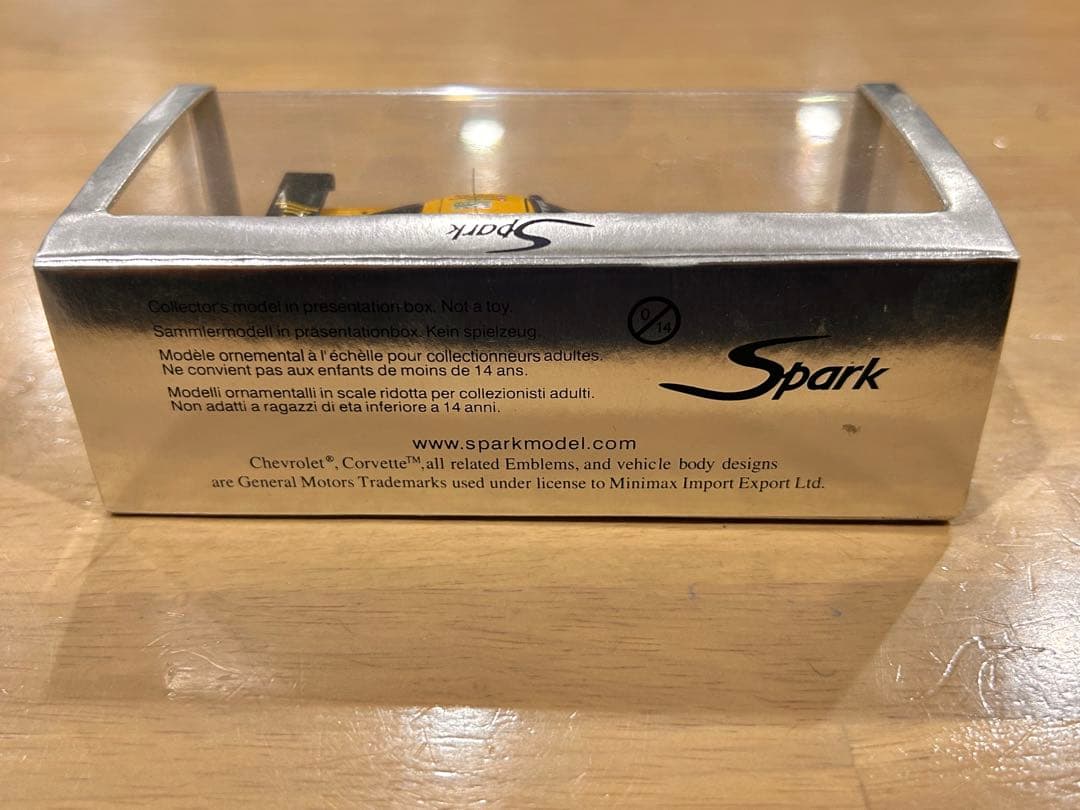 Spark
Collector's model in presentation box. Not a toy.
Sammlermodell in präsentationbox. Kein spielzeug.
0/14
Modèle ornemental à l'échelle pour collectionneurs adultes.
Ne convient pas aux enfants de moins de 14 ans.
Spark
Modelli ornamentalli in scale ridotta per collezionisti adulti.
Non adatti a ragazzi di eta inferiore a 14 anni.
www.sparkmodel.com
Chevrolet®, Corvette™,all related Emblems, and vehicle body designs
are General Motors Trademarks used under license to Minimax Import Export Ltd.